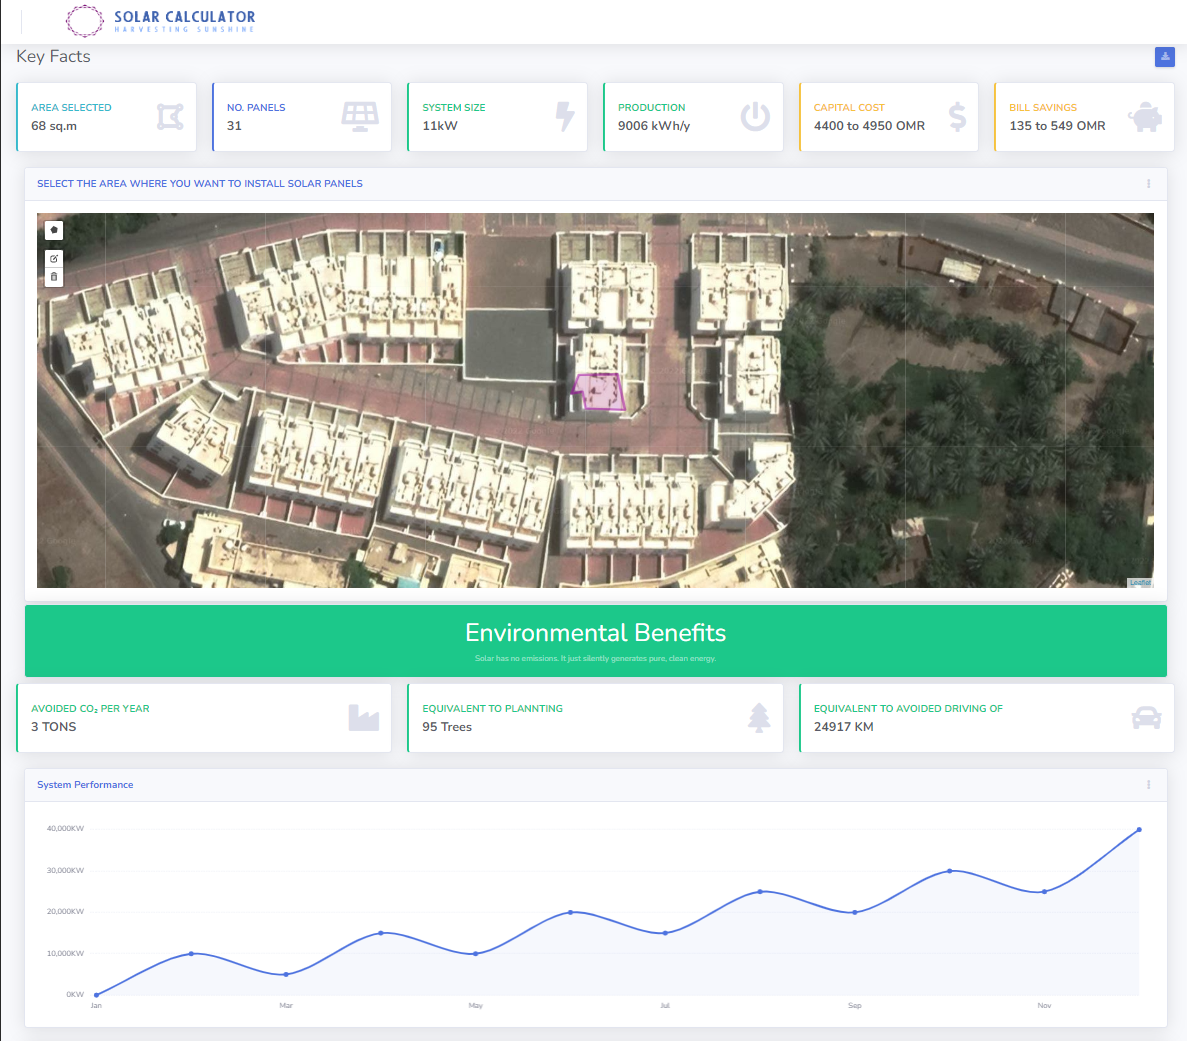 SOLAR CALCULATOR
HARVESTING SUNSHINE
Key Facts
AREA SELECTED
68 sq.m
NO. PANELS
31
SYSTEM SIZE
11kW
PRODUCTION
9006 kWh/y
CAPITAL COST
4400 to 4950 OMR
BILL SAVINGS
135 to 549 OMR
SELECT THE AREA WHERE YOU WANT TO INSTALL SOLAR PANELS
Leaflet
Environmental Benefits
Solar has no emissions. It just silently generates pure, clean energy.
AVOIDED CO₂ PER YEAR
3 TONS
EQUIVALENT TO PLANNTING
95 Trees
EQUIVALENT TO AVOIDED DRIVING OF
24917 KM
System Performance
40,000KW
30,000KW
20,000KW
10,000KW
0KW
Jan Mar May Jul Sep Nov